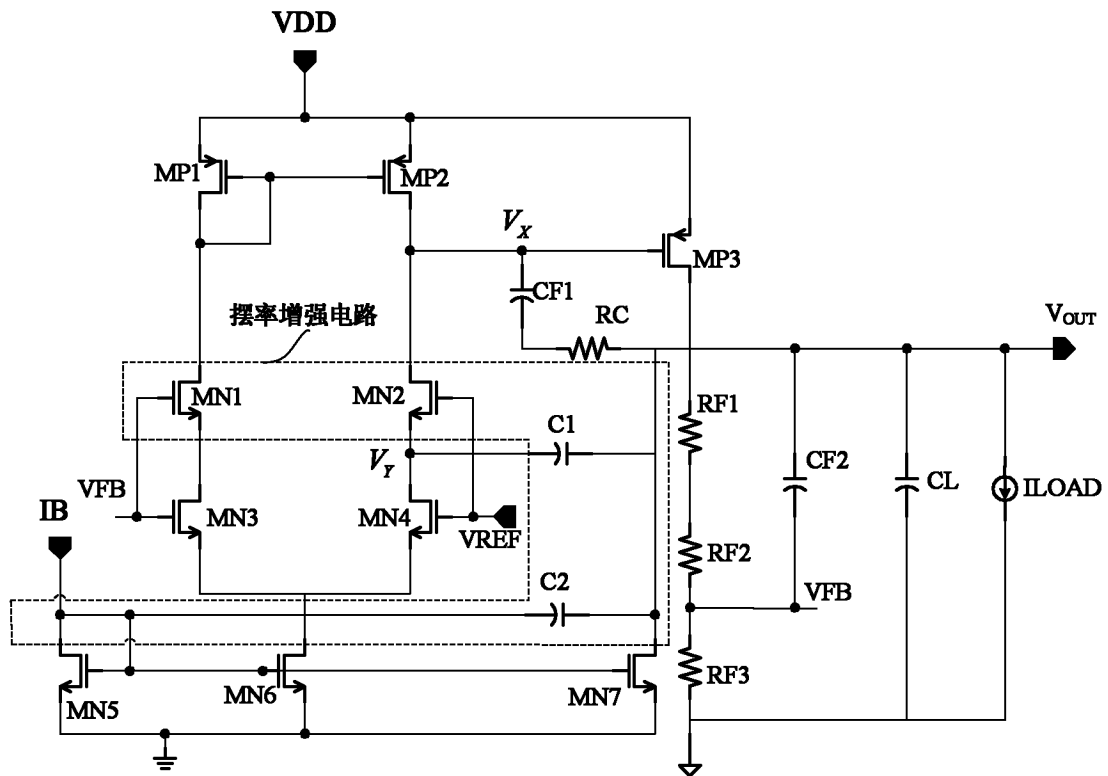 VDD
MP1
MP2
V_X
MP3
CF1
RC
V_OUT
摆率增强电路
MN1
MN2
C1
RF1
V_Y
CF2
CL
ILOAD
VFB
MN3
MN4
VREF
IB
RF2
C2
VFB
MN5
MN6
MN7
RF3